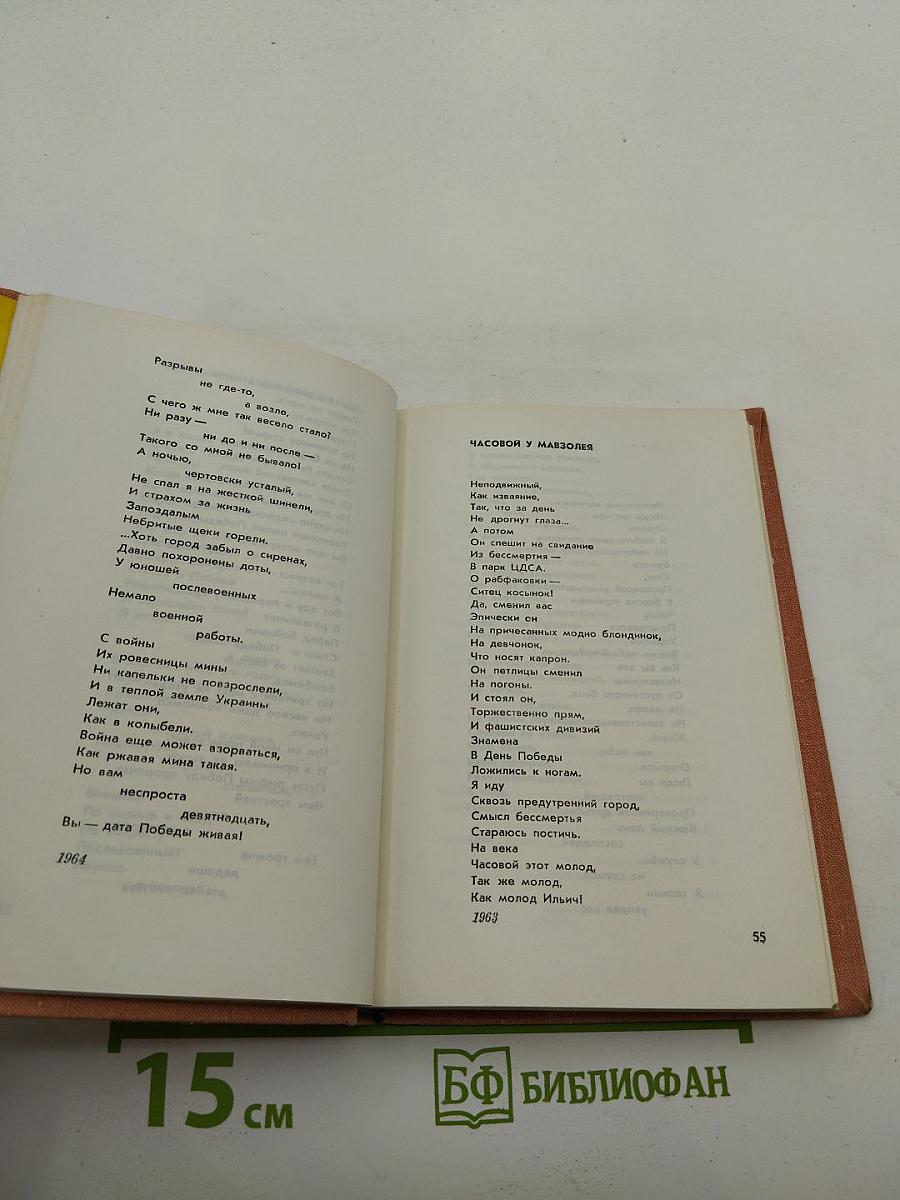 Разрывы
не где-то,
а возле,
С чего ж мне так весело стало?
Ни разу —
ни до и ни после —
Такого со мной не бывало!
А ночью,
чертовски усталый,
Не спал я на жесткой шинели,
И страхом за жизнь
Запоздалым
Небритые щеки горели.
...Хоть город забыл о сиренах,
Давно похоронены доты,
У юношей
послевоенных
Немало
военной
работы.
С войны
Их ровесницы мины
Ни капельки не повзрослели,
И в теплой земле Украины
Лежат они,
Как в колыбели.
Война еще может взорваться,
Как ржавая мина такая.
Но вам
неспроста
девятнадцать,
Вы — дата Победы живая!
1964
ЧАСОВОЙ У МАВЗОЛЕЯ
Неподвижный,
Как изваяние,
Так, что за день
Не дрогнут глаза...
А потом
Он спешит на свидание
Из бессмертия —
В парк ЦДСА.
О рабфаковки —
Ситец косынок!
Да, сменил вас
Эпически он
На причесанных модно блондинок,
На девчонок,
Что носят капрон.
Он петлицы сменил
На погоны.
И стоял он,
Торжественно прям,
И фашистских дивизий
Знамена
В День Победы
Ложились к ногам.
Я иду
Сквозь предутренний город,
Смысл бессмертья
Стараюсь постичь.
На века
Часовой этот молод,
Так же молод,
Как молод Ильич!
1963
55
15 см
БФ БИБЛИОФАН